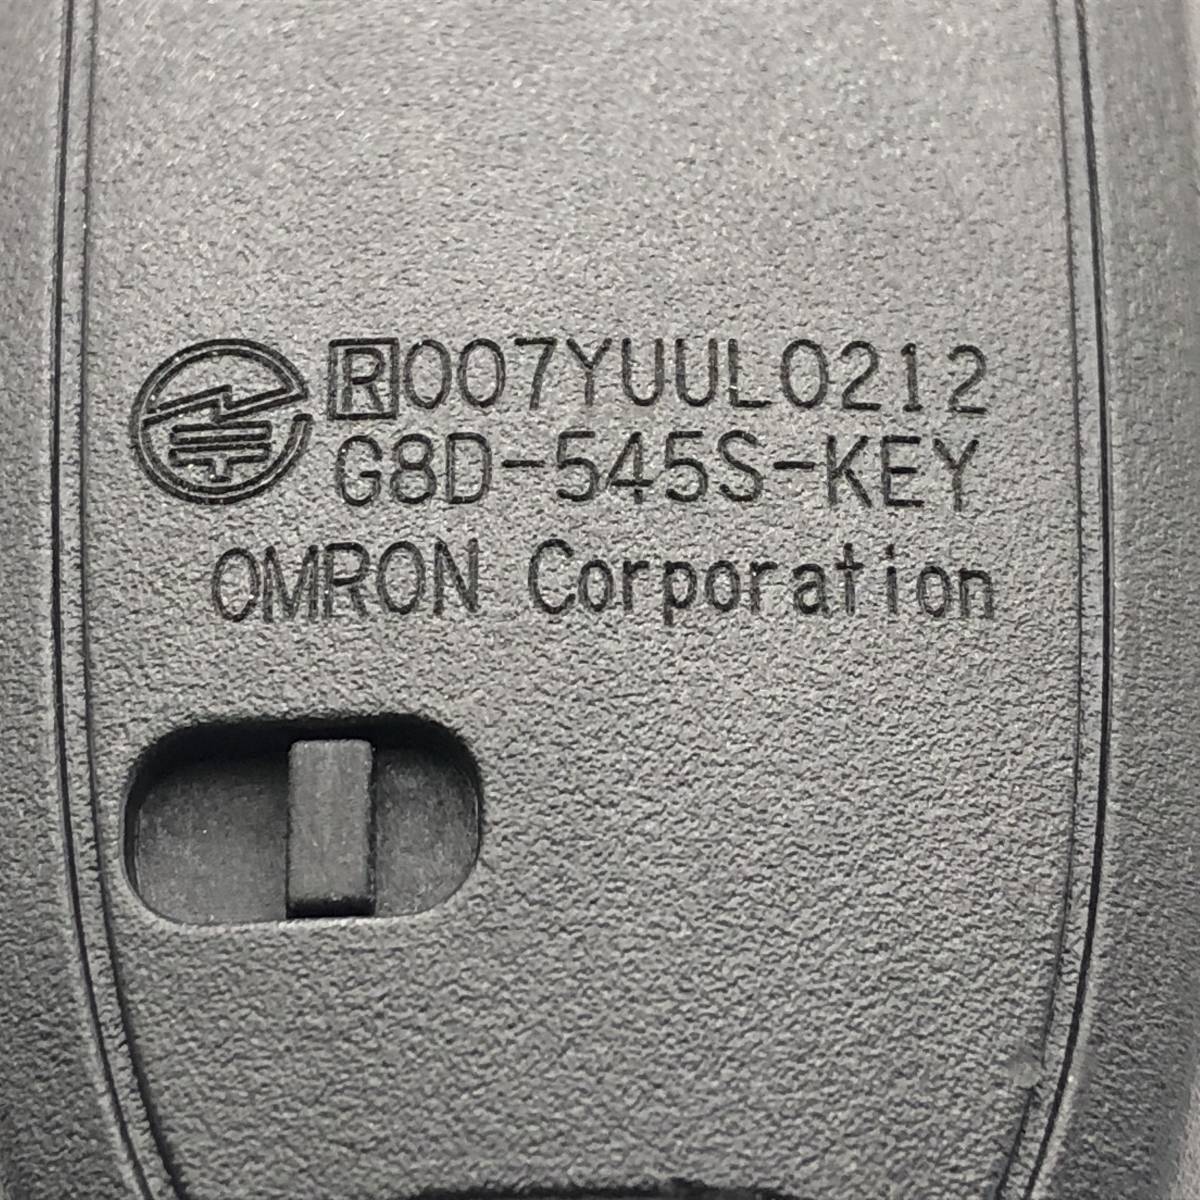 R007YUUL0212
G8D-545S-KEY
OMRON Corporation